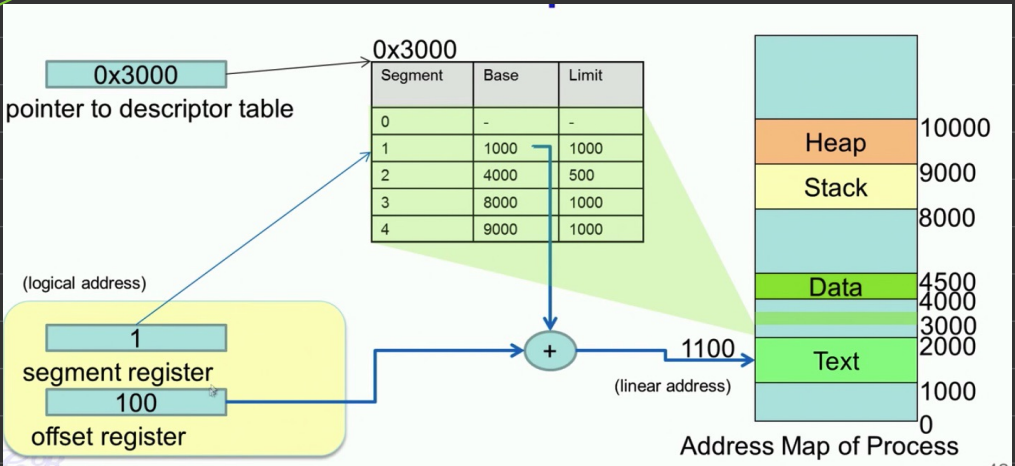 0x3000
pointer to descriptor table
0x3000
Segment Base Limit
0 - -
1 1000 1000
2 4000 500
3 8000 1000
4 9000 1000
(logical address)
1
segment register
100
offset register
+
1100
(linear address)
10000
Heap
9000
Stack
8000
4500
Data
4000
3000
2000
Text
1000
0
Address Map of Process